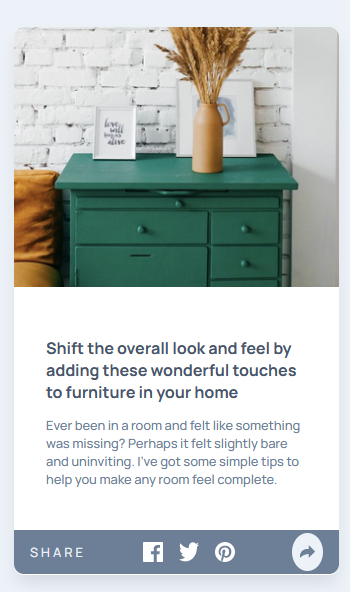 love
will
keep us
alive
Shift the overall look and feel by
adding these wonderful touches
to furniture in your home
Ever been in a room and felt like something
was missing? Perhaps it felt slightly bare
and uninviting. I've got some simple tips to
help you make any room feel complete.
SHARE